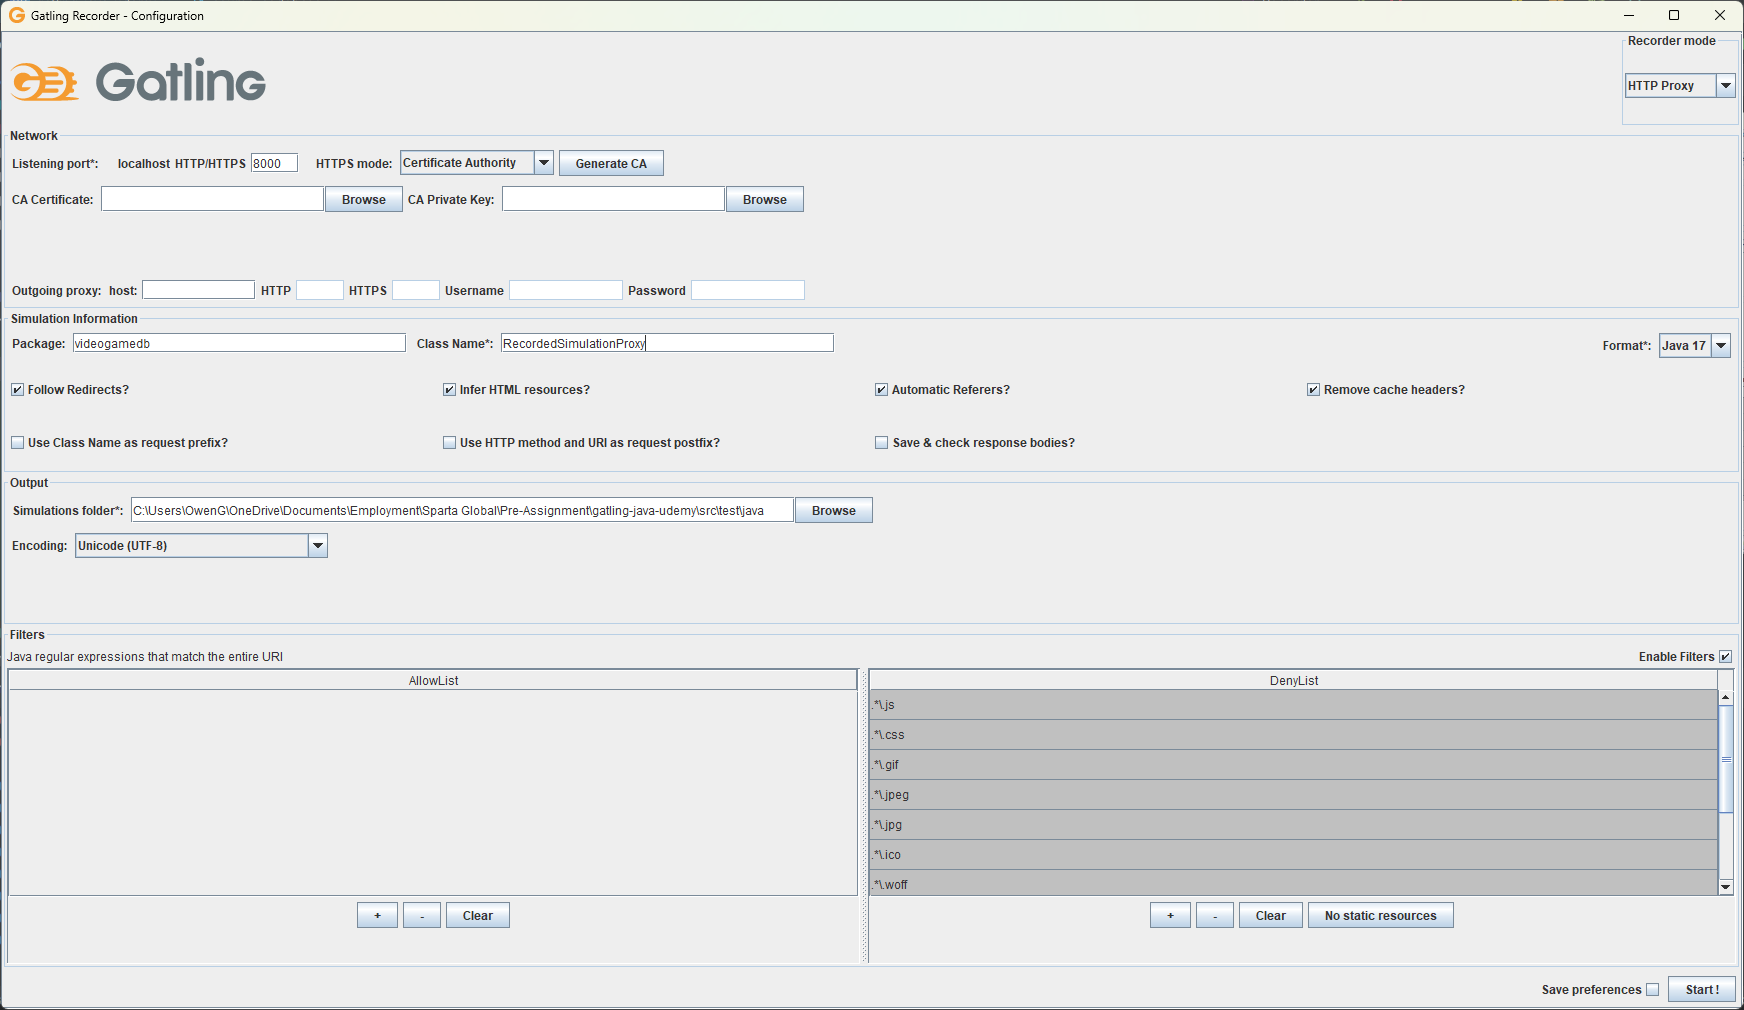 Gatling Recorder - Configuration
Gatling
Recorder mode
HTTP Proxy
Network
Listening port*: localhost HTTP/HTTPS 8000 HTTPS mode: Certificate Authority Generate CA
CA Certificate: Browse CA Private Key: Browse
Outgoing proxy: host: HTTP HTTPS Username Password
Simulation Information
Package: videogamedb Class Name*: RecordedSimulationProxy Format*: Java 17
Follow Redirects? Infer HTML resources? Automatic Referers? Remove cache headers?
Use Class Name as request prefix? Use HTTP method and URI as request postfix? Save & check response bodies?
Output
Simulations folder*: C:\Users\OwenG\OneDrive\Documents\Employment\Sparta Global\Pre-Assignment\gatling-java-udemy\src\test\java Browse
Encoding: Unicode (UTF-8)
Filters
Java regular expressions that match the entire URI Enable Filters
AllowList DenyList
.*\.js
.*\.css
.*\.gif
.*\.jpeg
.*\.jpg
.*\.ico
.*\.woff
+ - Clear + - Clear No static resources
Save preferences Start !